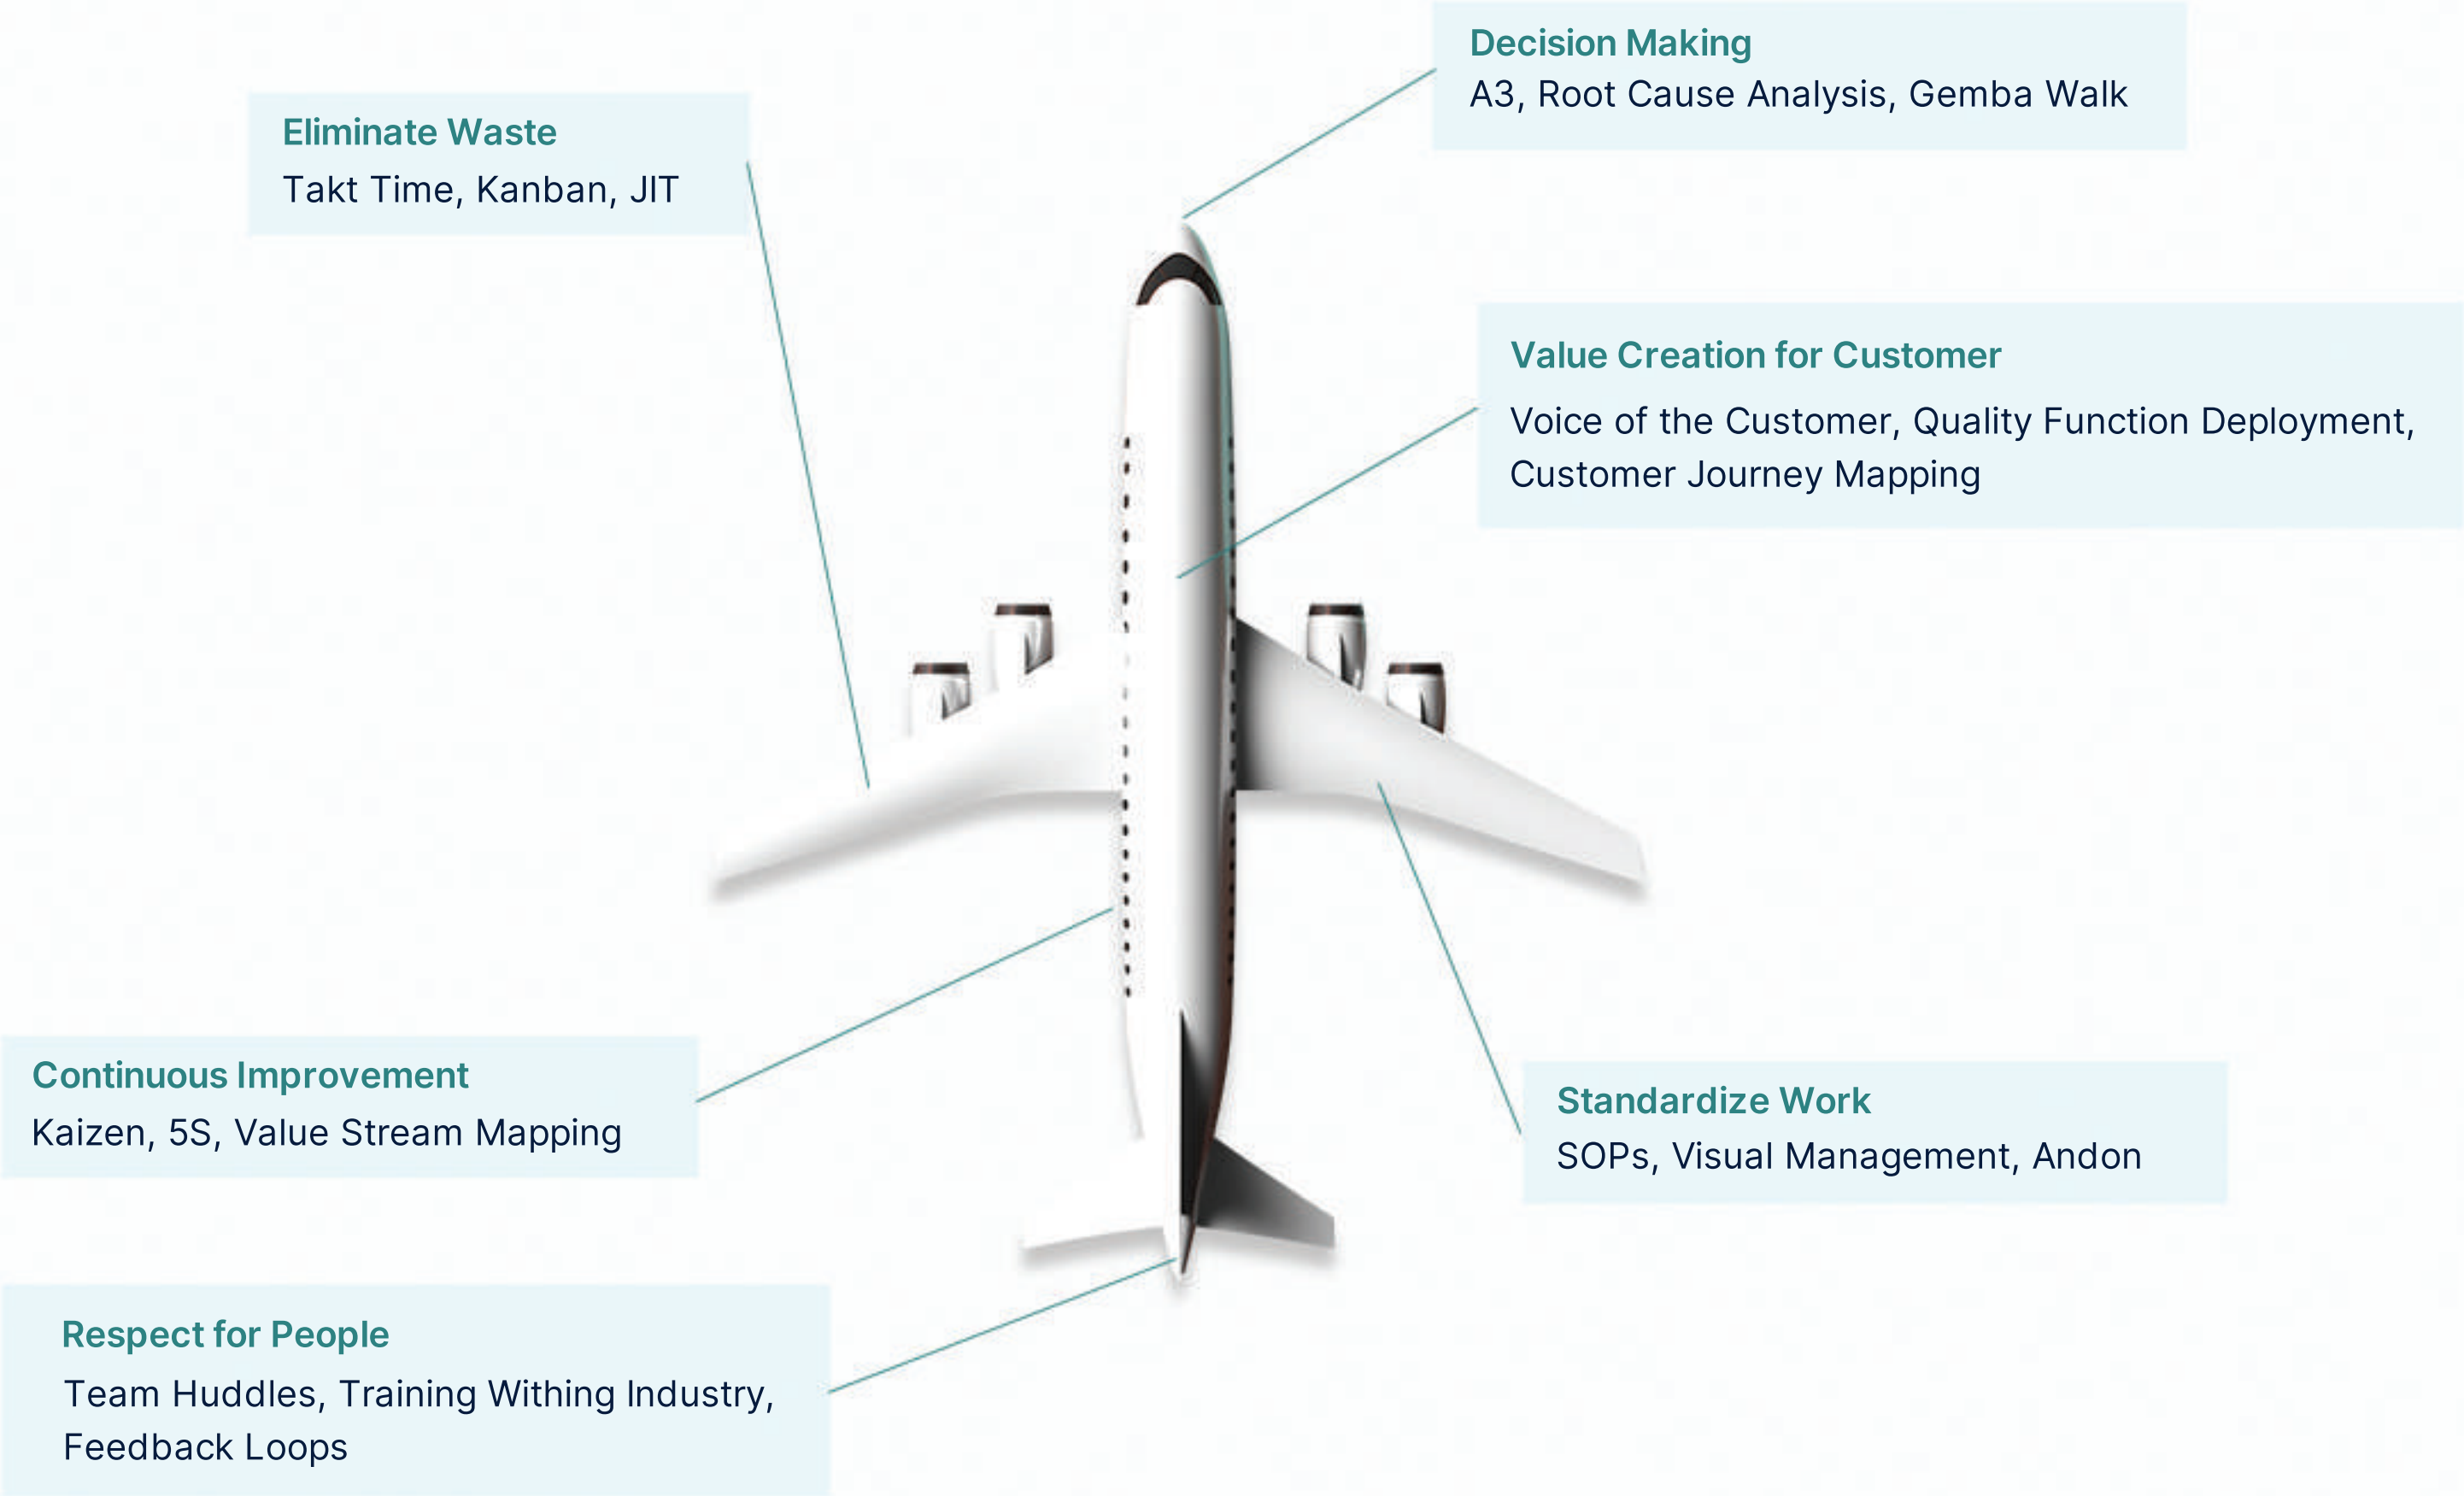 Decision Making
A3, Root Cause Analysis, Gemba Walk
Eliminate Waste
Takt Time, Kanban, JIT
Value Creation for Customer
Voice of the Customer, Quality Function Deployment,
Customer Journey Mapping
Continuous Improvement
Kaizen, 5S, Value Stream Mapping
Standardize Work
SOPs, Visual Management, Andon
Respect for People
Team Huddles, Training Withing Industry,
Feedback Loops